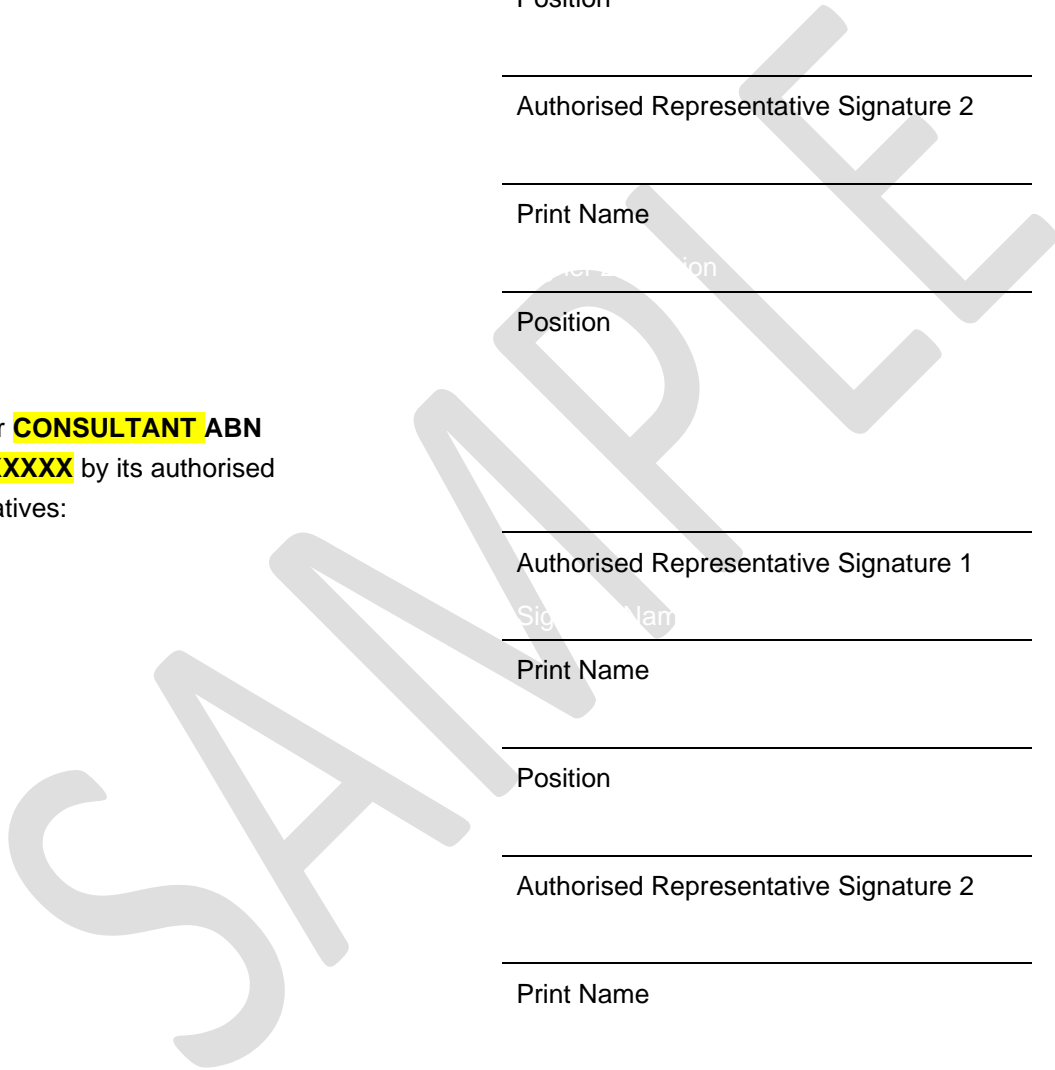 Position
Authorised Representative Signature 2
Print Name
Position
r CONSULTANT ABN
XXXXX by its authorised
atives:
Authorised Representative Signature 1
Print Name
Position
Authorised Representative Signature 2
Print Name
SAMPLE